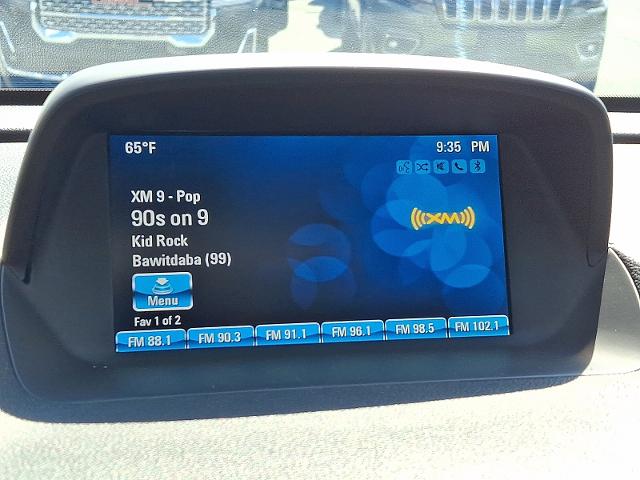 65°F
9:35 PM
XM 9 - Pop
90s on 9
XM
Kid Rock
Bawitdaba (99)
Menu
Fav 1 of 2
FM 88.1
FM 90.3
FM 91.1
FM 96.1
FM 98.5
FM 102.1